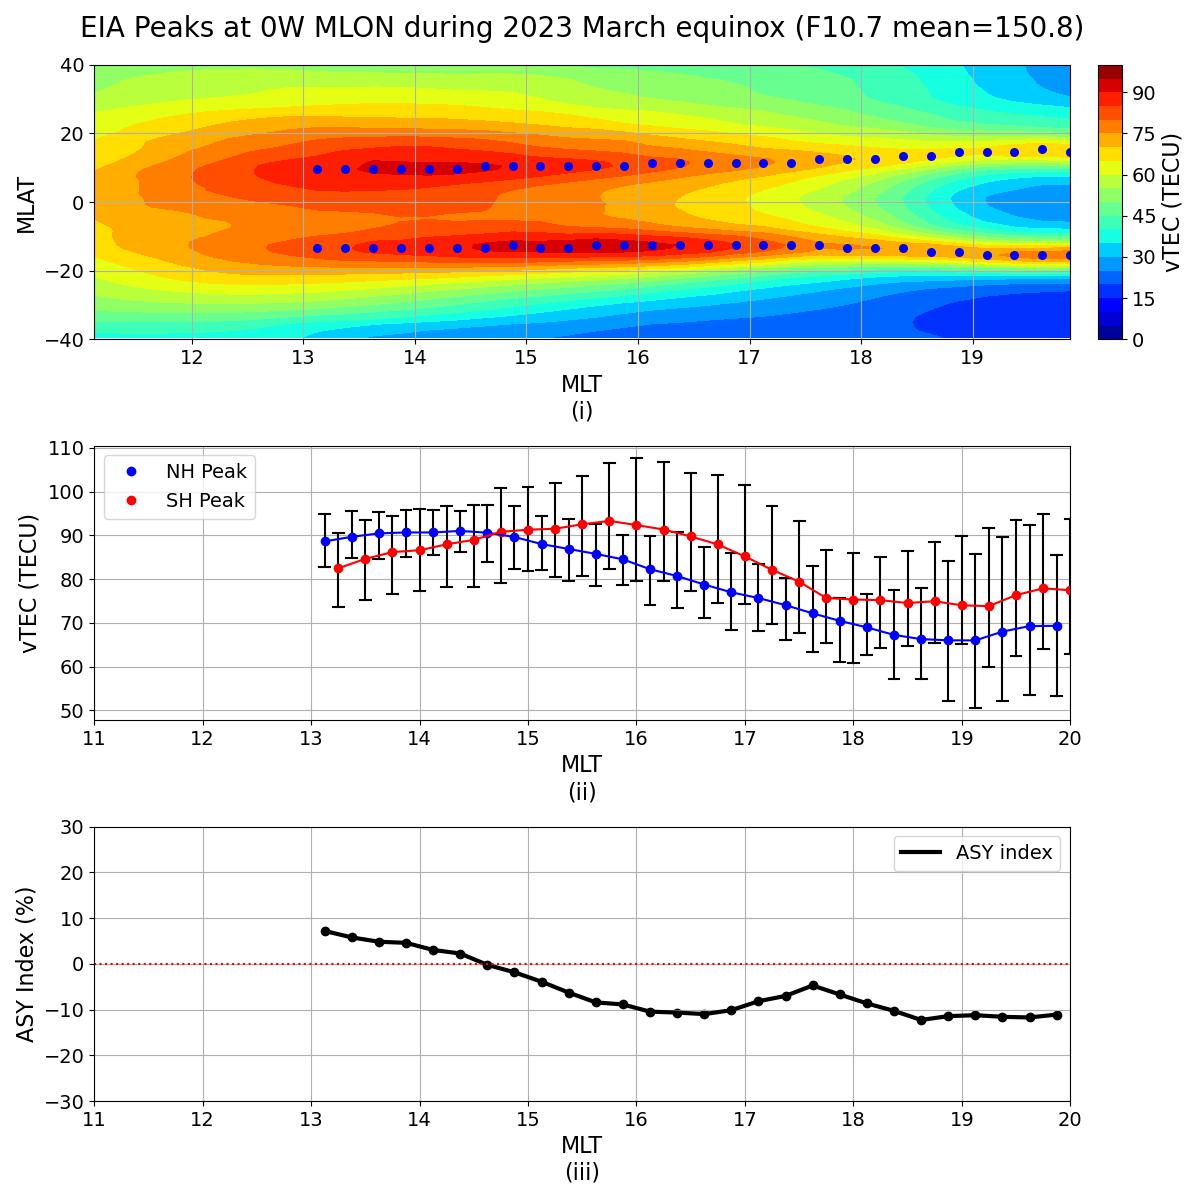 EIA Peaks at 0W MLON during 2023 March equinox (F10.7 mean=150.8)
40
20
0
−20
−40
MLAT
12 13 14 15 16 17 18 19
MLT
(i)
90
75
60
45
30
15
0
vTEC (TECU)
110
100
90
80
70
60
50
vTEC (TECU)
NH Peak
SH Peak
11 12 13 14 15 16 17 18 19 20
MLT
(ii)
30
20
10
0
−10
−20
−30
ASY Index (%)
ASY index
11 12 13 14 15 16 17 18 19 20
MLT
(iii)